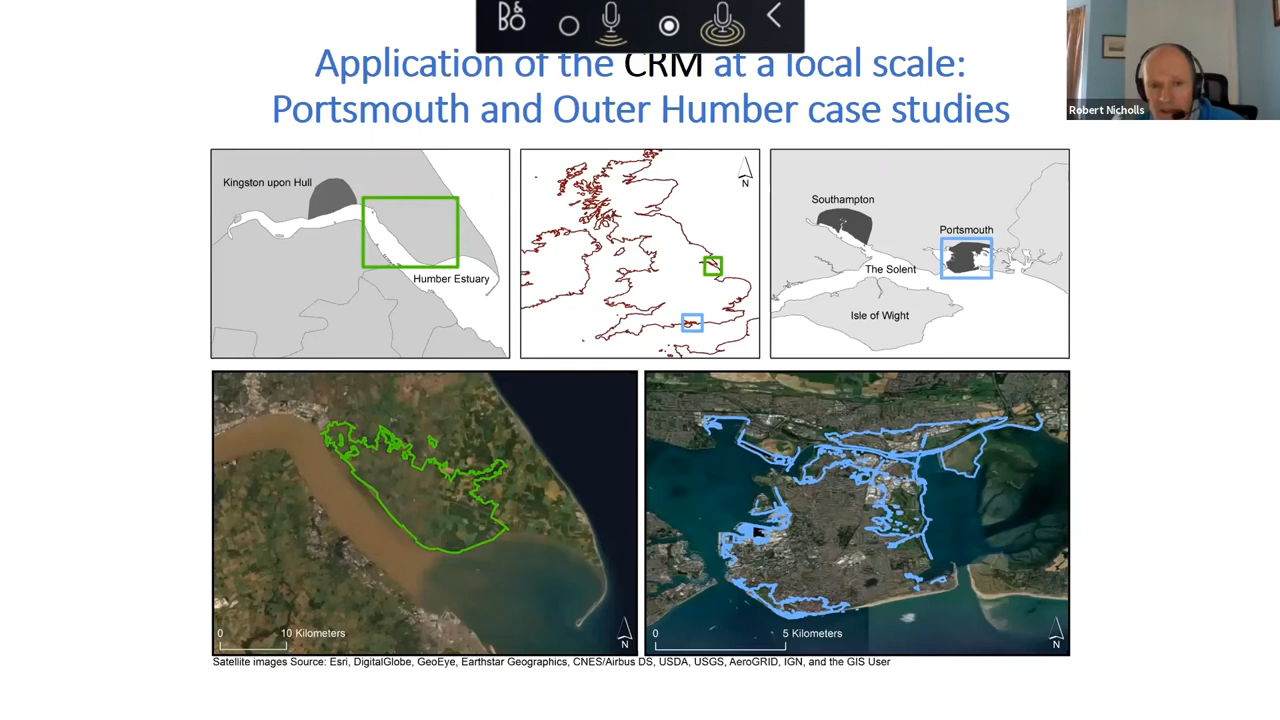 B&O
Application of the CRM at a local scale:
Portsmouth and Outer Humber case studies
Robert Nicholls
Kingston upon Hull
Humber Estuary
N
Southampton
Portsmouth
The Solent
Isle of Wight
0 10 Kilometers
N
0 5 Kilometers
N
Satellite images Source: Esri, DigitalGlobe, GeoEye, Earthstar Geographics, CNES/Airbus DS, USDA, USGS, AeroGRID, IGN, and the GIS User